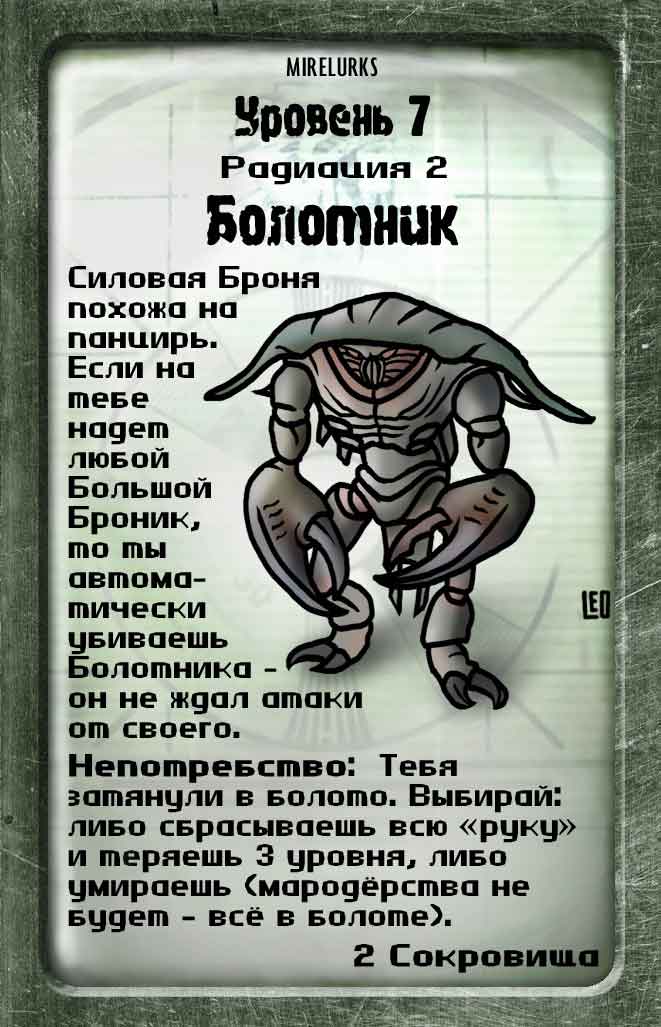 MIRELURKS
Уровень 7
Радиация 2
Болотник
Силовая Броня
похожа на
панцирь.
Если на
тебе
надет
любой
Большой
Броник,
то ты
автома-
тически
убиваешь
Болотника -
он не ждал атаки
от своего.
LEO
Непотребство: Тебя
затянули в болото. Выбирай:
либо сбрасываешь всю «руку»
и теряешь 3 уровня, либо
умираешь (мародёрства не
будет - всё в болоте).
2 Сокровища